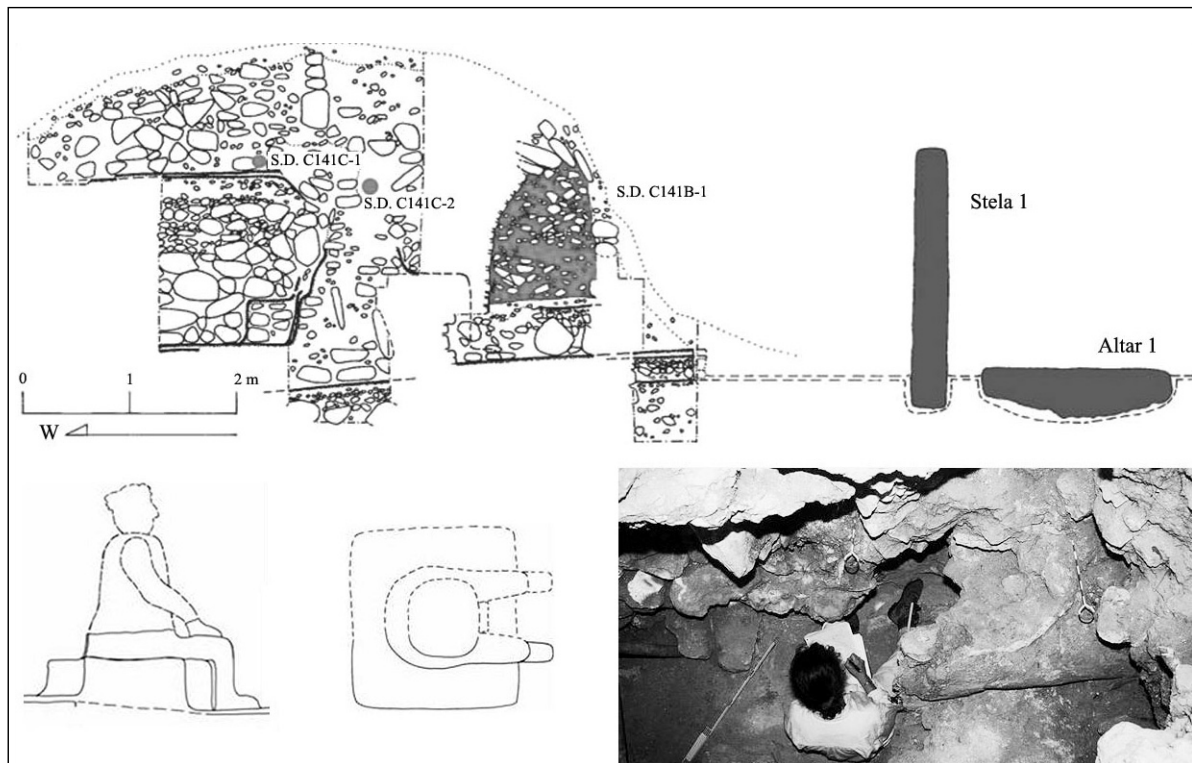 S.D. C141C-1
S.D. C141C-2
S.D. C141B-1
Stela 1
Altar 1
0 1 2 m
W